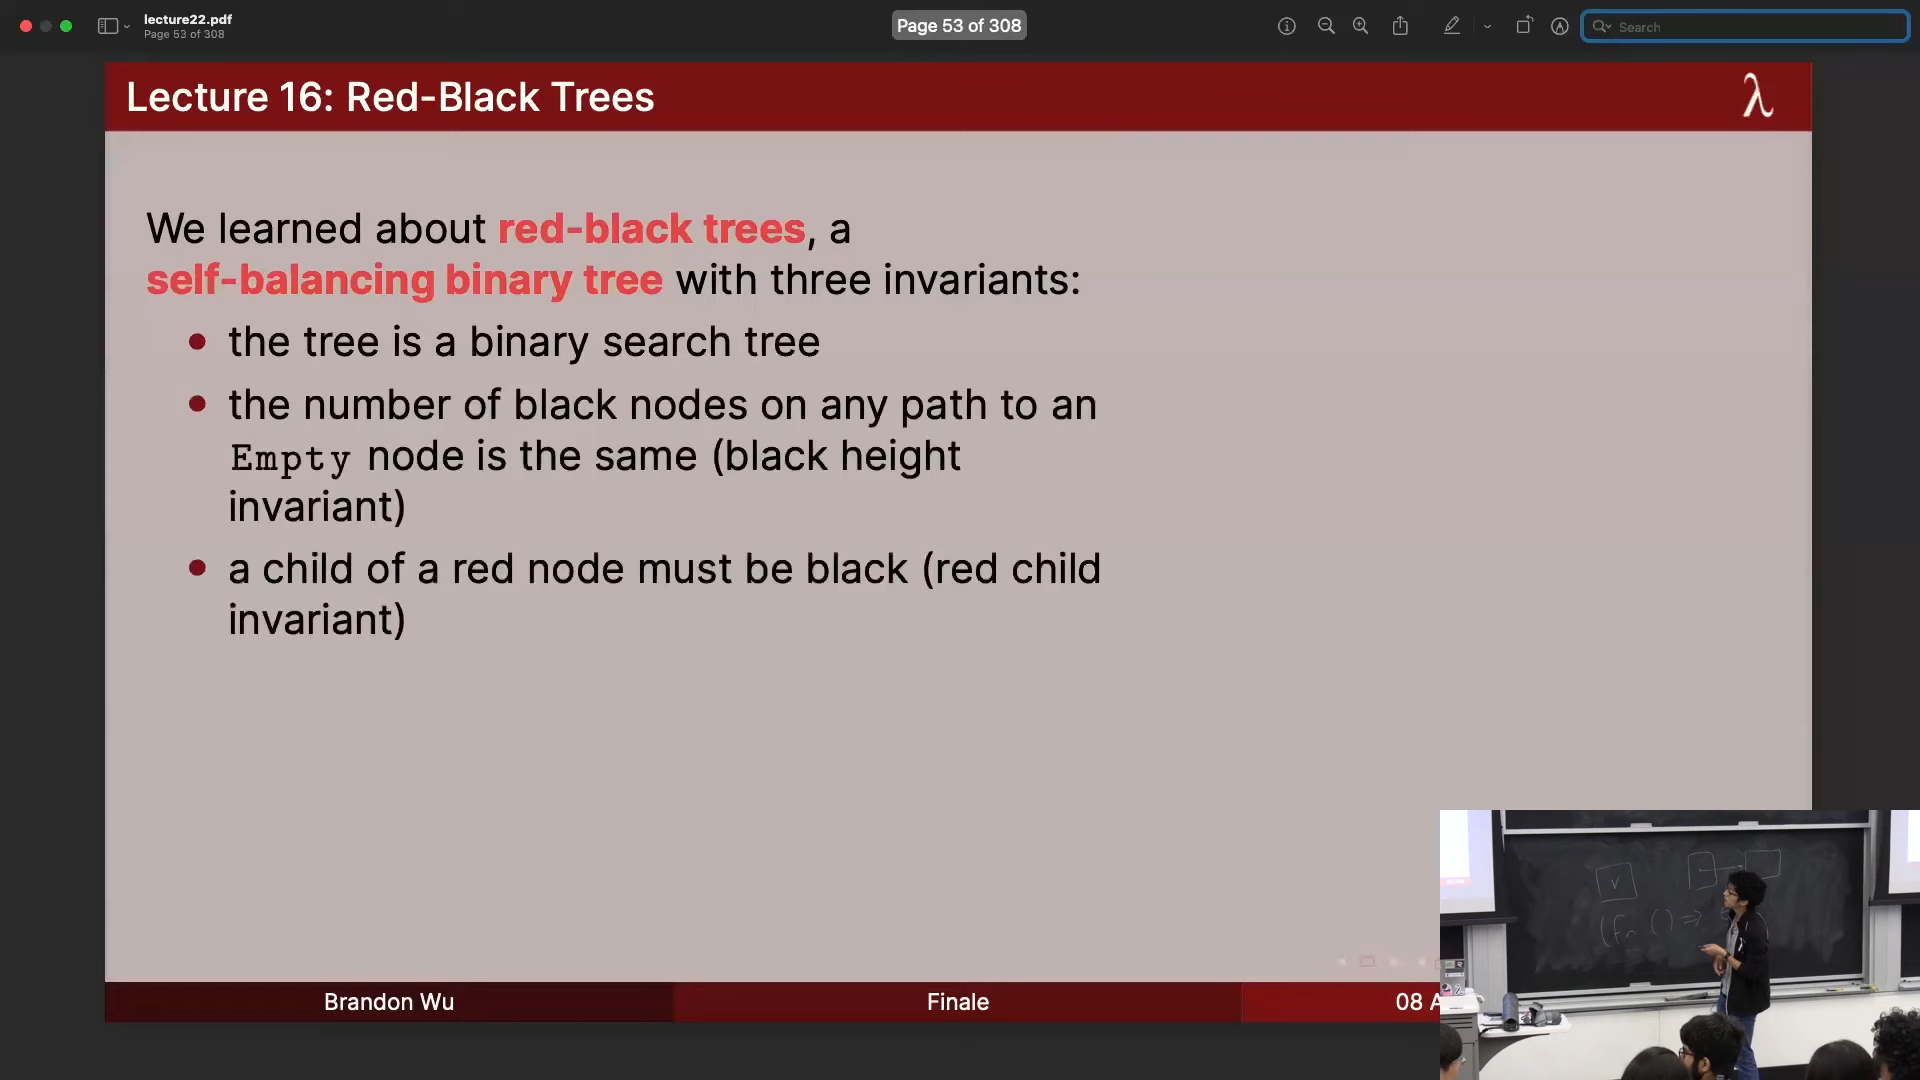 lecture22.pdf
Page 53 of 308
Page 53 of 308
Search
Lecture 16: Red-Black Trees
λ
We learned about red-black trees, a
self-balancing binary tree with three invariants:
the tree is a binary search tree
the number of black nodes on any path to an
Empty node is the same (black height
invariant)
a child of a red node must be black (red child
invariant)
v
(fn () =>
Brandon Wu
Finale
08 A